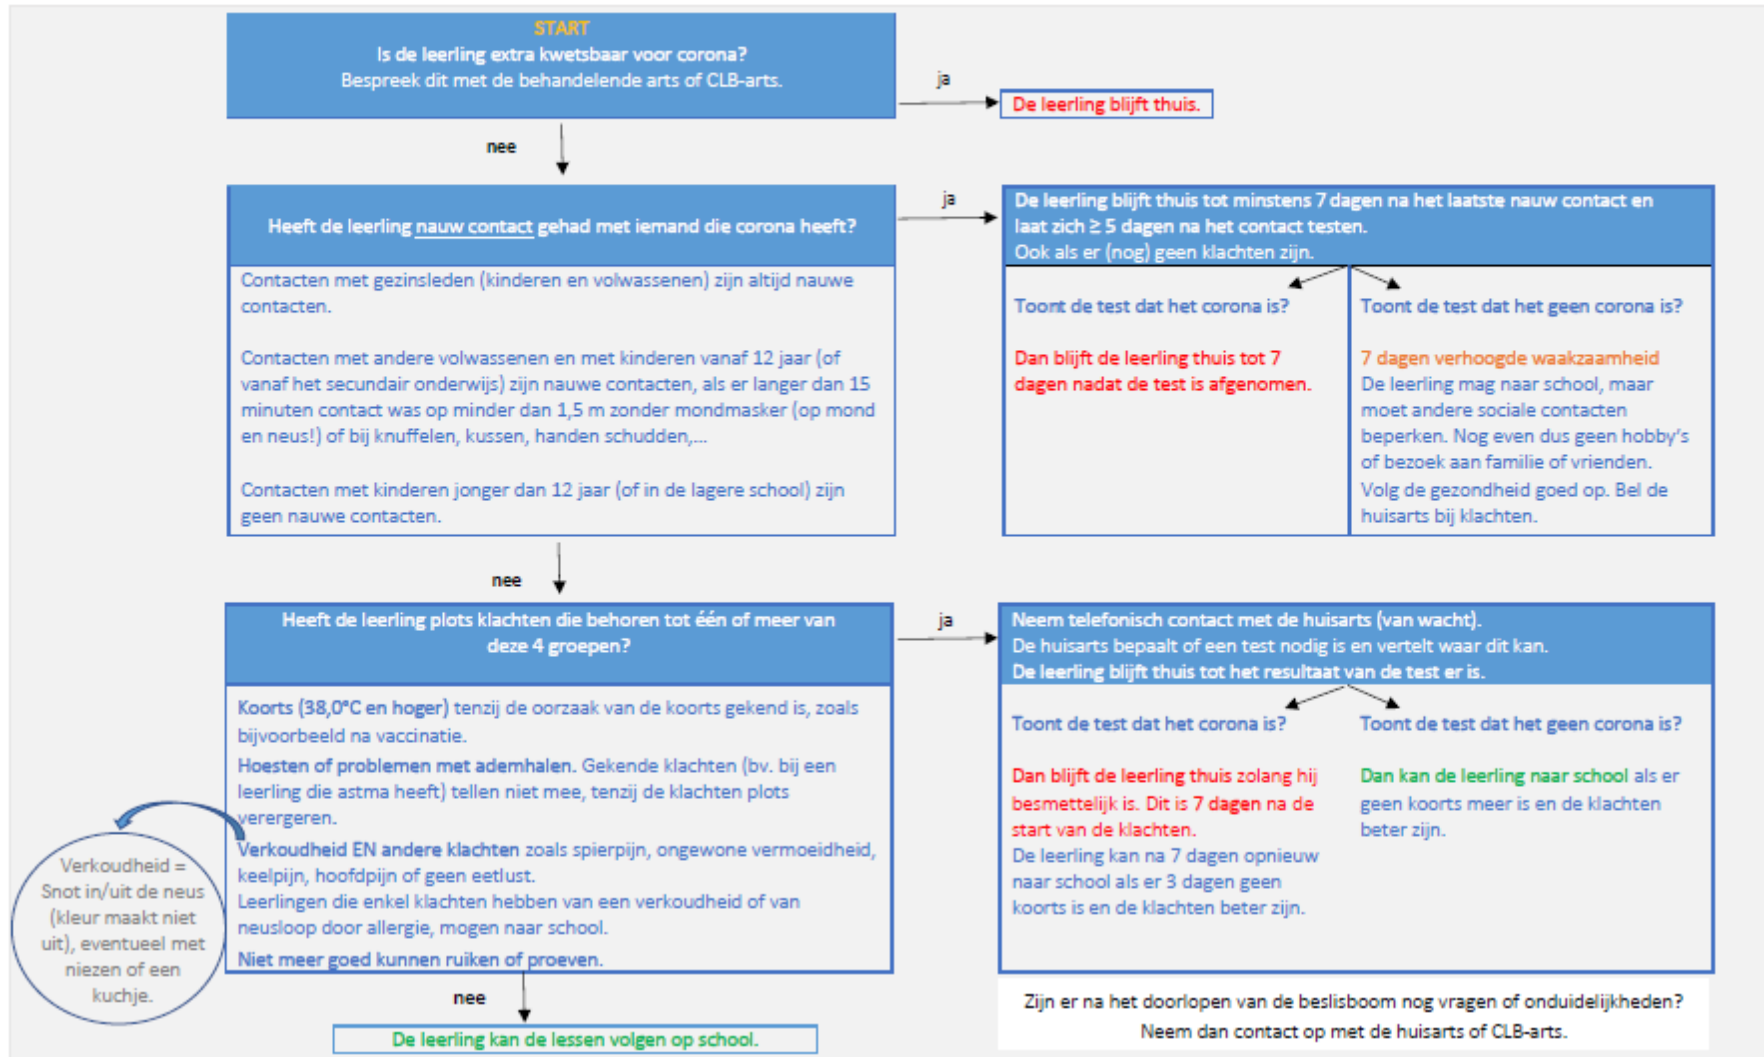 START
Is de leerling extra kwetsbaar voor corona?
Bespreek dit met de behandelende arts of CLB-arts.
ja
De leerling blijft thuis.
nee
Heeft de leerling nauw contact gehad met iemand die corona heeft?
Contacten met gezinsleden (kinderen en volwassenen) zijn altijd nauwe
contacten.
Contacten met andere volwassenen en met kinderen vanaf 12 jaar (of
vanaf het secundair onderwijs) zijn nauwe contacten, als er langer dan 15
minuten contact was op minder dan 1,5 m zonder mondmasker (op mond
en neus!) of bij knuffelen, kussen, handen schudden,...
Contacten met kinderen jonger dan 12 jaar (of in de lagere school) zijn
geen nauwe contacten.
ja
De leerling blijft thuis tot minstens 7 dagen na het laatste nauw contact en
laat zich ≥ 5 dagen na het contact testen.
Ook als er (nog) geen klachten zijn.
Toont de test dat het corona is?
Dan blijft de leerling thuis tot 7
dagen nadat de test is afgenomen.
Toont de test dat het geen corona is?
7 dagen verhoogde waakzaamheid
De leerling mag naar school, maar
moet andere sociale contacten
beperken. Nog even dus geen hobby's
of bezoek aan familie of vrienden.
Volg de gezondheid goed op. Bel de
huisarts bij klachten.
nee
Heeft de leerling plots klachten die behoren tot één of meer van
deze 4 groepen?
Koorts (38,0°C en hoger) tenzij de oorzaak van de koorts gekend is, zoals
bijvoorbeeld na vaccinatie.
Hoesten of problemen met ademhalen. Gekende klachten (bv. bij een
leerling die astma heeft) tellen niet mee, tenzij de klachten plots
verergeren.
Verkoudheid EN andere klachten zoals spierpijn, ongewone vermoeidheid,
keelpijn, hoofdpijn of geen eetlust.
Leerlingen die enkel klachten hebben van een verkoudheid of van
neusloop door allergie, mogen naar school.
Niet meer goed kunnen ruiken of proeven.
Verkoudheid =
Snot in/uit de neus
(kleur maakt niet
uit), eventueel met
niezen of een
kuchje.
ja
Neem telefonisch contact met de huisarts (van wacht).
De huisarts bepaalt of een test nodig is en vertelt waar dit kan.
De leerling blijft thuis tot het resultaat van de test er is.
Toont de test dat het corona is?
Dan blijft de leerling thuis zolang hij
besmettelijk is. Dit is 7 dagen na de
start van de klachten.
De leerling kan na 7 dagen opnieuw
naar school als er 3 dagen geen
koorts is en de klachten beter zijn.
Toont de test dat het geen corona is?
Dan kan de leerling naar school als er
geen koorts meer is en de klachten
beter zijn.
nee
De leerling kan de lessen volgen op school.
Zijn er na het doorlopen van de beslisboom nog vragen of onduidelijkheden?
Neem dan contact op met de huisarts of CLB-arts.